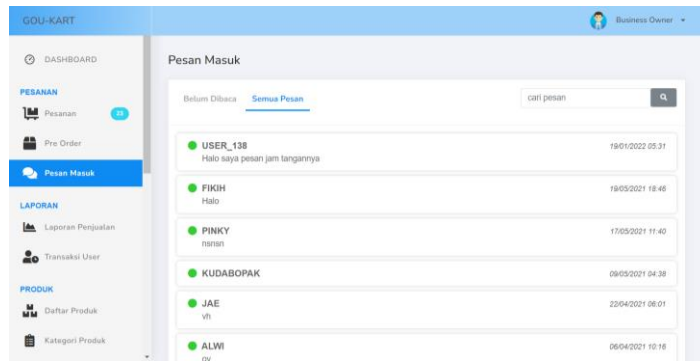 GOU-KART
Business Owner
DASHBOARD
PESANAN
Pesanan
Pre Order
Pesan Masuk
LAPORAN
Laporan Penjualan
Transaksi User
PRODUK
Daftar Produk
Kategori Produk
Pesan Masuk
Belum Dibaca Semua Pesan
cari pesan
USER_138 19/01/2022 05:31
Halo saya pesan jam tangannya
FIKIH 19/05/2021 18:46
Halo
PINKY 17/05/2021 11:40
nsnsn
KUDABOPAK 09/05/2021 04:38
JAE 22/04/2021 06:01
vh
ALWI 06/04/2021 10:16